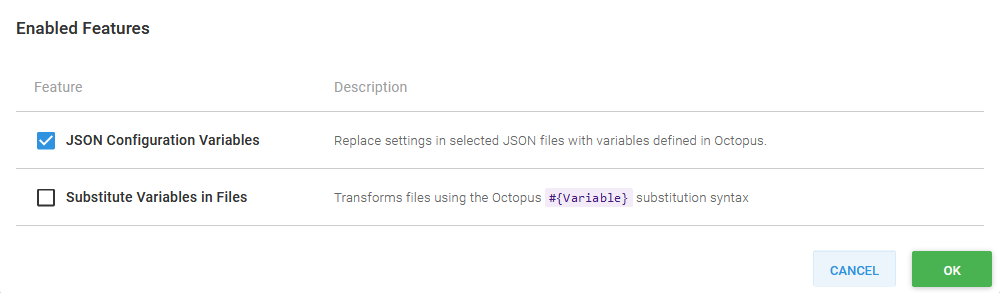 Enabled Features
Feature Description
JSON Configuration Variables Replace settings in selected JSON files with variables defined in Octopus.
Substitute Variables in Files Transforms files using the Octopus #{Variable} substitution syntax
CANCEL OK